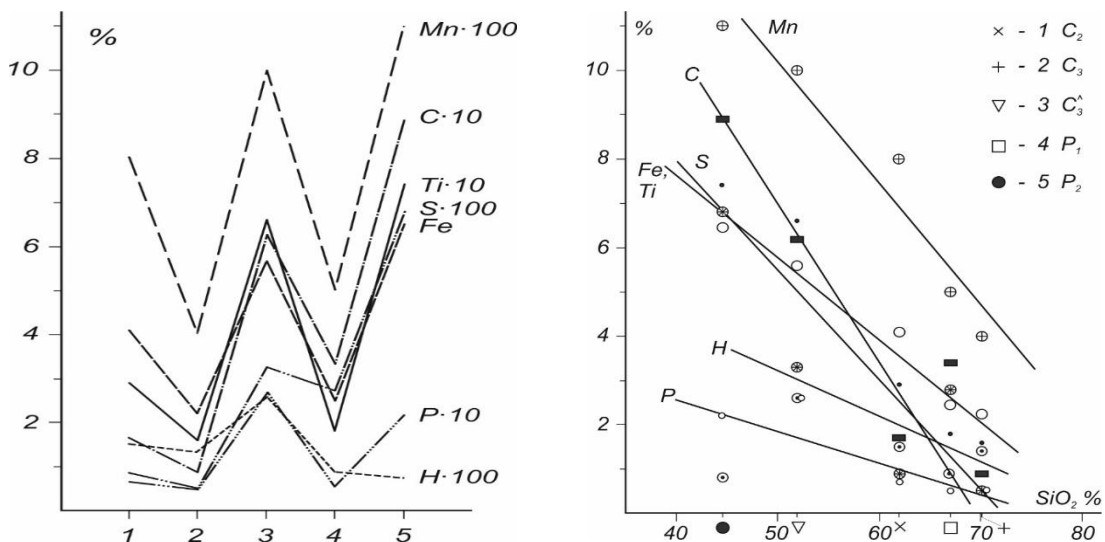 %
10
8
6
4
2
1 2 3 4 5
Mn·100
C·10
Ti·10
S·100
Fe
P·10
H·100
%
10
8
6
4
2
Mn
C
S
Fe,
Ti
H
P
× - 1 C₂
+ - 2 C₃
▽ - 3 C₃^
□ - 4 P₁
● - 5 P₂
SiO₂ %
40 50 60 70 80